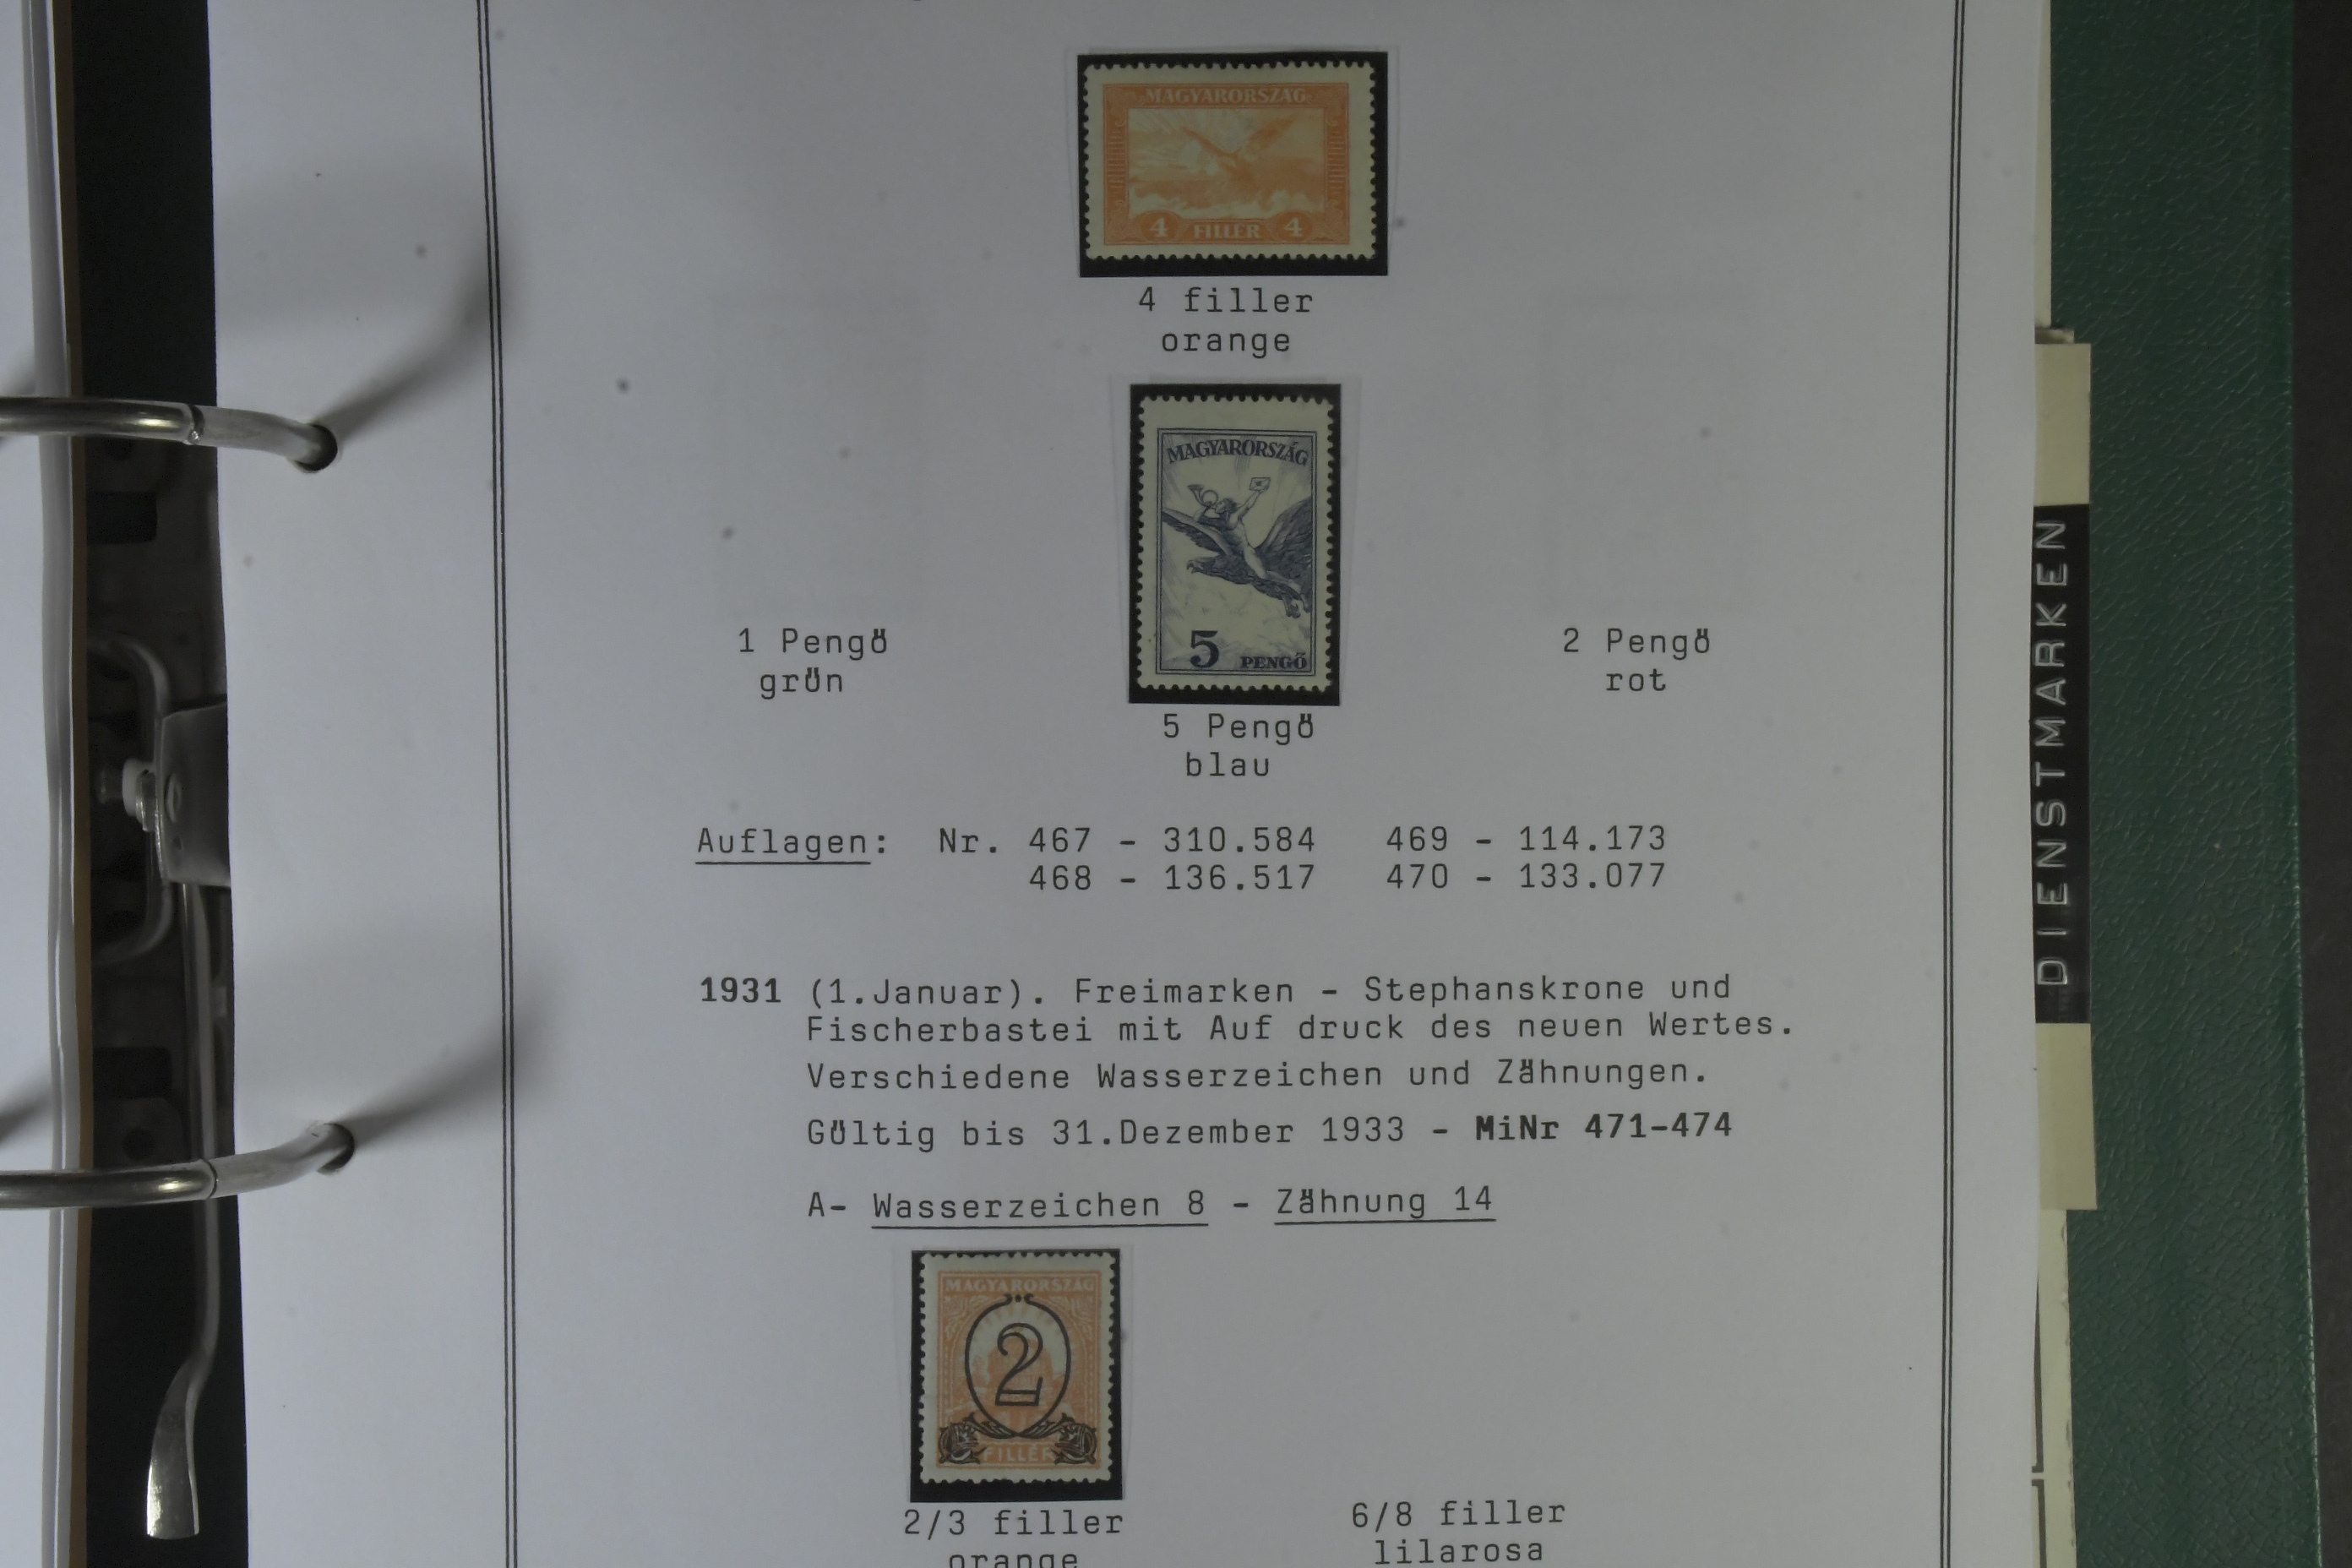 MAGYARORSZÁG
4 FILLÉR 4
4 filler
orange
MAGYARORSZÁG
5 PENGŐ
1 Pengö
grün
2 Pengö
rot
5 Pengö
blau
Auflagen: Nr. 467 – 310.584 469 – 114.173
468 – 136.517 470 – 133.077
1931 (1.Januar). Freimarken – Stephanskrone und
Fischerbastei mit Auf druck des neuen Wertes.
Verschiedene Wasserzeichen und Zähnungen.
Gültig bis 31.Dezember 1933 – MiNr 471–474
A– Wasserzeichen 8 – Zähnung 14
MAGYARORSZÁG
2
FILLÉR
2/3 filler
orange
6/8 filler
lilarosa
DIENSTMARKEN